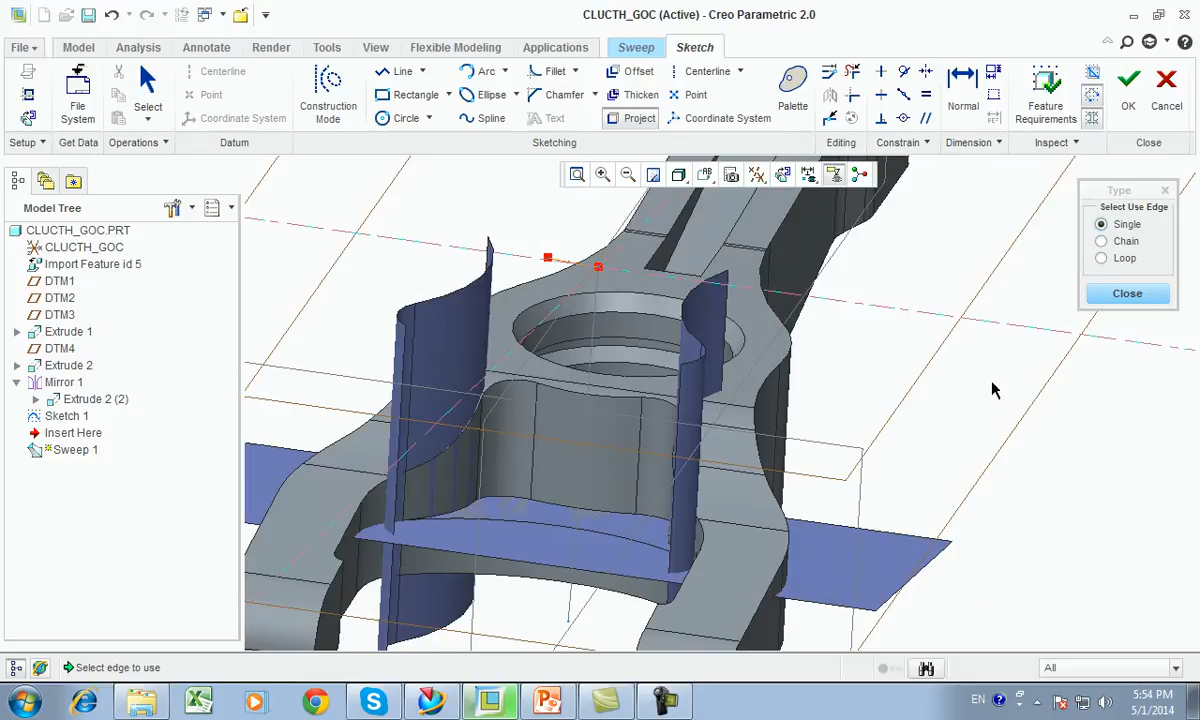 CLUCTH_GOC (Active) - Creo Parametric 2.0
File Model Analysis Annotate Render Tools View Flexible Modeling Applications Sweep Sketch
Centerline
Point
Coordinate System
File System
Select
Construction Mode
Line
Rectangle
Circle
Arc
Ellipse
Spline
Fillet
Chamfer
Text
Offset
Thicken
Project
Centerline
Point
Coordinate System
Palette
Normal
Feature Requirements
OK
Cancel
Setup Get Data Operations Datum Sketching Editing Constrain Dimension Inspect Close
Model Tree
CLUCTH_GOC.PRT
CLUCTH_GOC
Import Feature id 5
DTM1
DTM2
DTM3
Extrude 1
DTM4
Extrude 2
Mirror 1
Extrude 2 (2)
Sketch 1
Insert Here
Sweep 1
Type
Select Use Edge
Single
Chain
Loop
Close
Select edge to use
All
EN
5:54 PM
5/1/2014